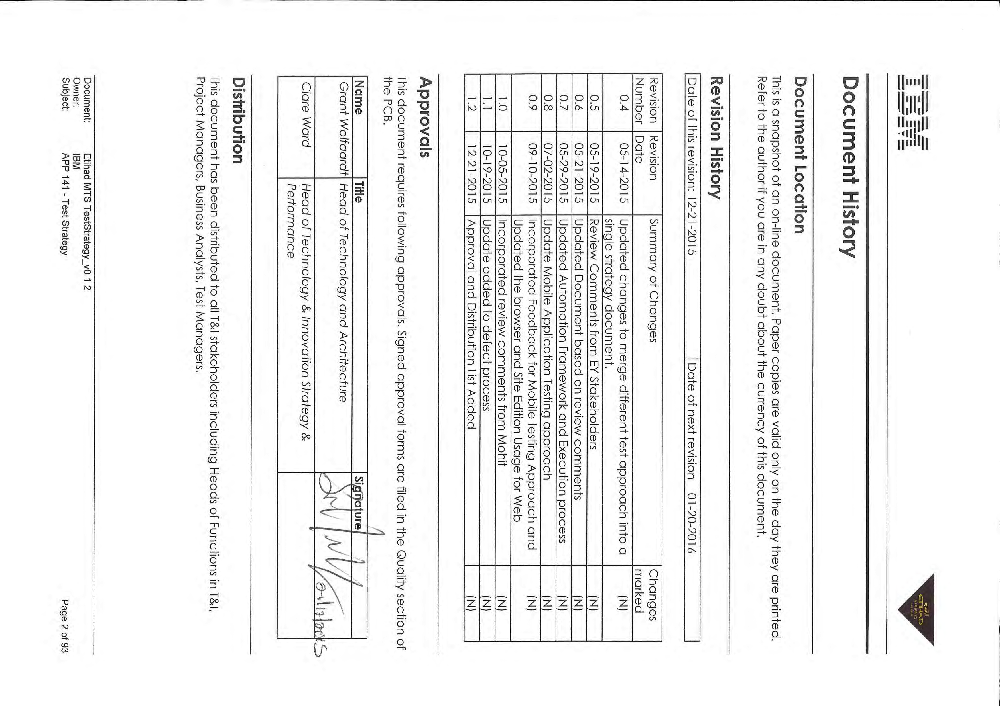 IBM
الإتحاد
ETIHAD
AIRWAYS
Document History
Document Location
This is a snapshot of an on-line document. Paper copies are valid only on the day they are printed.
Refer to the author if you are in any doubt about the currency of this document.
Revision History
Date of this revision: 12-21-2015 Date of next revision 01-20-2016
Revision Number Revision Date Summary of Changes Changes marked
0.4 05-14-2015 Updated changes to merge different test approach into a
single strategy document. (N)
0.5 05-19-2015 Review Comments from EY Stakeholders (N)
0.6 05-21-2015 Updated Document based on review comments (N)
0.7 05-29-2015 Updated Automation Framework and Execution process (N)
0.8 07-02-2015 Update Mobile Application Testing approach (N)
0.9 09-10-2015 Incorporated Feedback for Mobile testing Approach and
Updated the browser and Site Edition Usage for Web (N)
1.0 10-05-2015 Incorporated review comments from Mohit (N)
1.1 10-19-2015 Update added to defect process (N)
1.2 12-21-2015 Approval and Distribution List Added (N)
Approvals
This document requires following approvals. Signed approval forms are filed in the Quality section of
the PCB.
Name Title Signature
Grant Wolfaardt Head of Technology and Architecture
Clare Ward Head of Technology & Innovation Strategy &
Performance
Distribution
This document has been distributed to all T&I stakeholders including Heads of Functions in T&I,
Project Managers, Business Analysts, Test Managers.
Document: Etihad MTS TestStrategy_v0 1 2
Owner: IBM
Subject: APP 141 - Test Strategy
Page 2 of 93